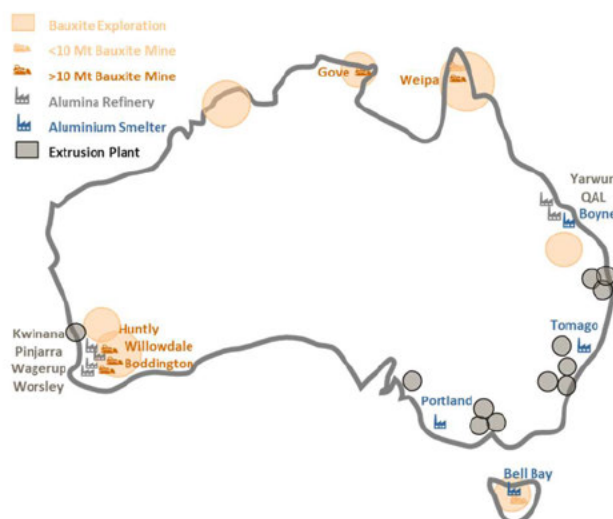 Bauxite Exploration
<10 Mt Bauxite Mine
>10 Mt Bauxite Mine
Alumina Refinery
Aluminium Smelter
Extrusion Plant
Gove
Weipa
Yarwun
QAL
Boyne
Kwinana
Pinjarra
Wagerup
Worsley
Huntly
Willowdale
Boddington
Tomago
Portland
Bell Bay